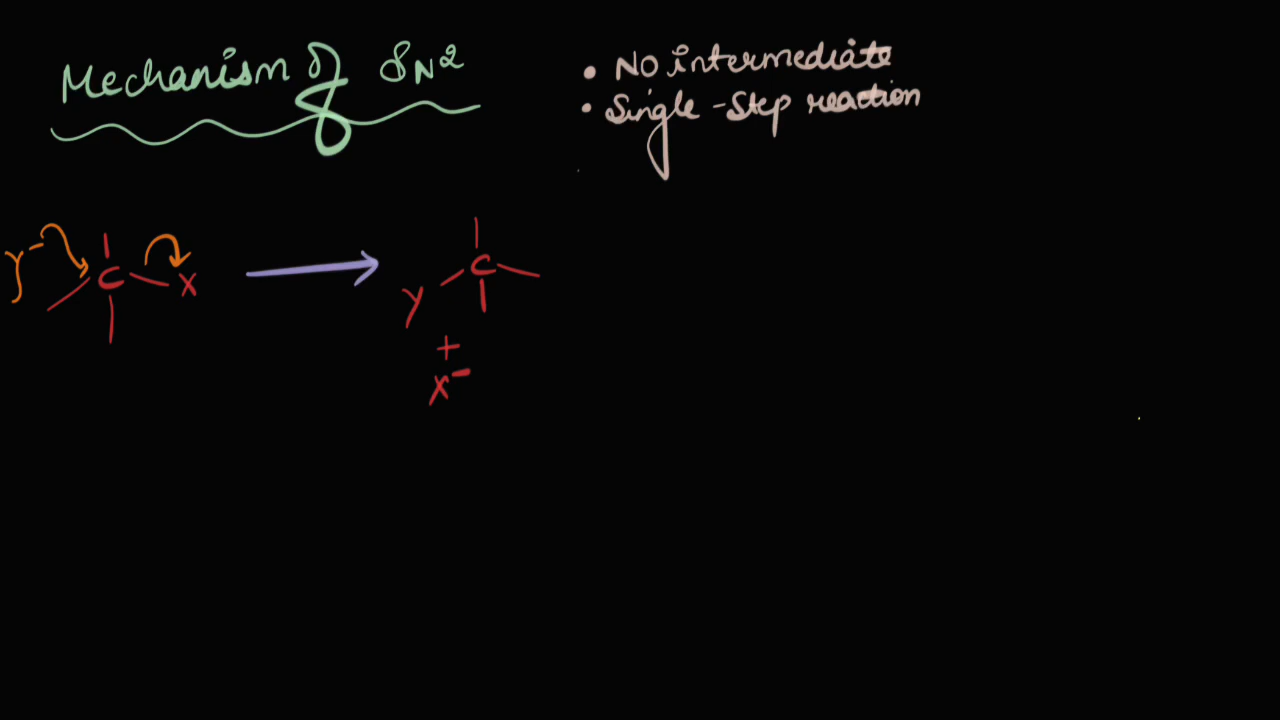 Mechanism of SN2
• No intermediate
• Single-step reaction
Y⁻ C X
Y C
+
X⁻